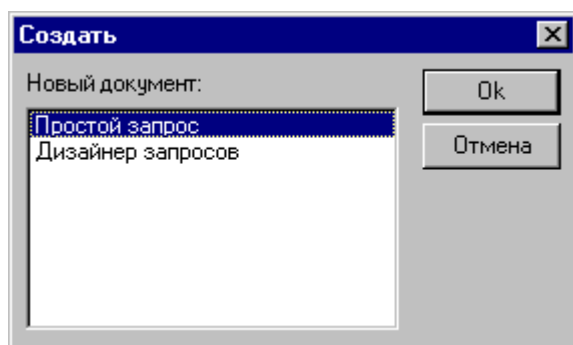 Создать
Новый документ:
Ok
Простой запрос
Отмена
Дизайнер запросов